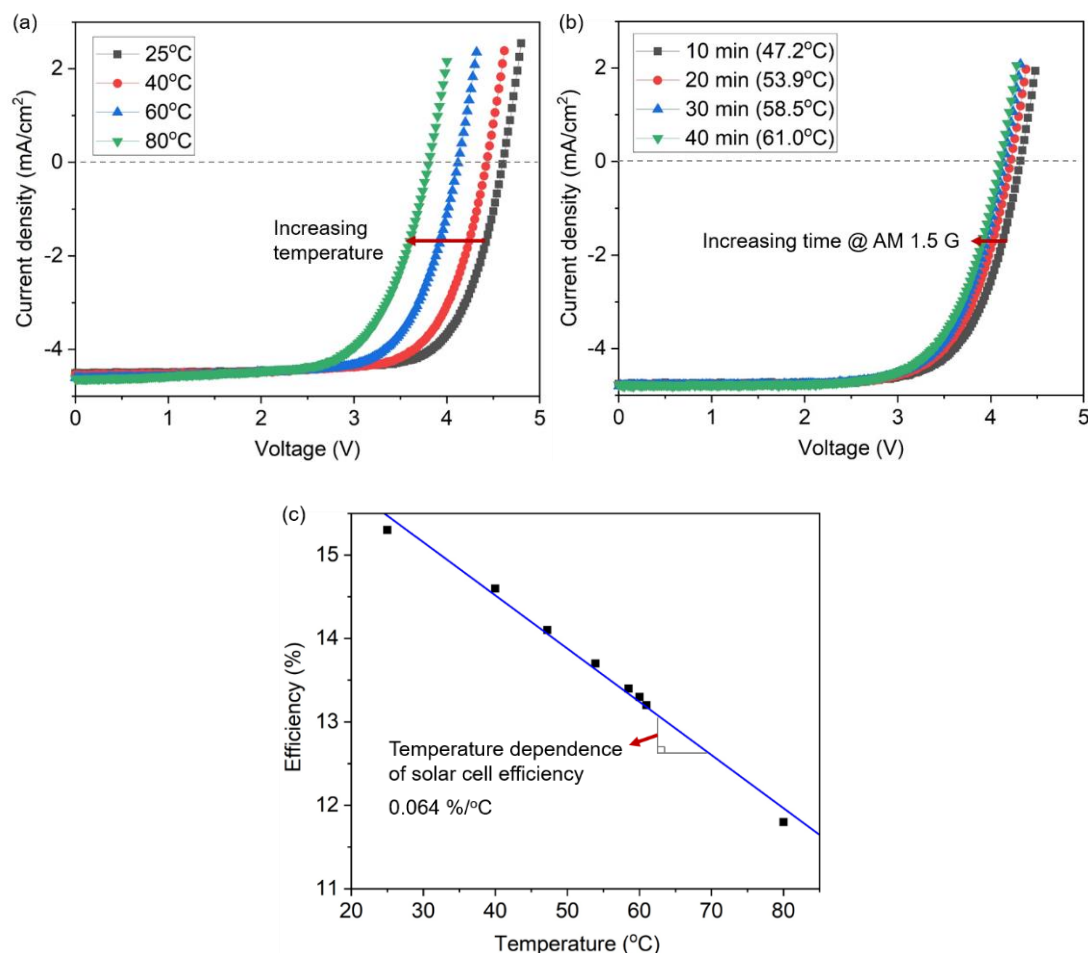 (a)
25°C
40°C
60°C
80°C
Increasing
temperature
2
0
-2
-4
Current density (mA/cm²)
0
1
2
3
4
5
Voltage (V)
(b)
10 min (47.2°C)
20 min (53.9°C)
30 min (58.5°C)
40 min (61.0°C)
Increasing time @ AM 1.5 G
2
0
-2
-4
Current density (mA/cm²)
0
1
2
3
4
5
Voltage (V)
(c)
15
14
13
12
11
Efficiency (%)
Temperature dependence
of solar cell efficiency
0.064 %/°C
20
30
40
50
60
70
80
Temperature (°C)